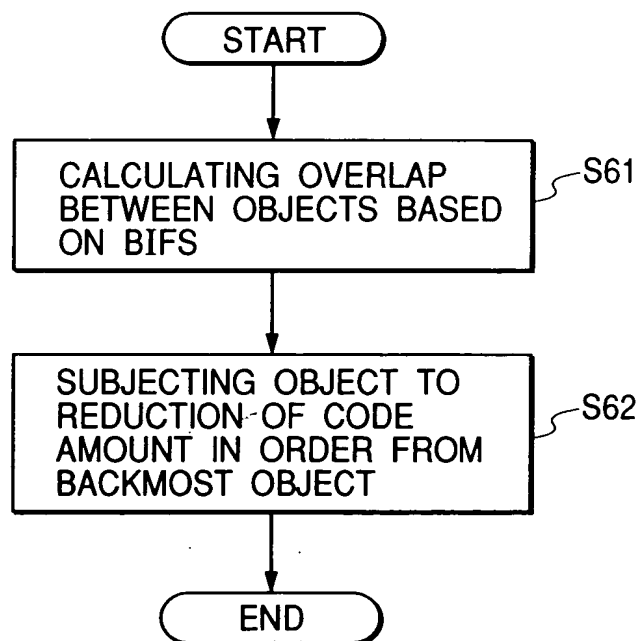 START
CALCULATING OVERLAP
BETWEEN OBJECTS BASED
ON BIFS
S61
SUBJECTING OBJECT TO
REDUCTION OF CODE
AMOUNT IN ORDER FROM
BACKMOST OBJECT
S62
END